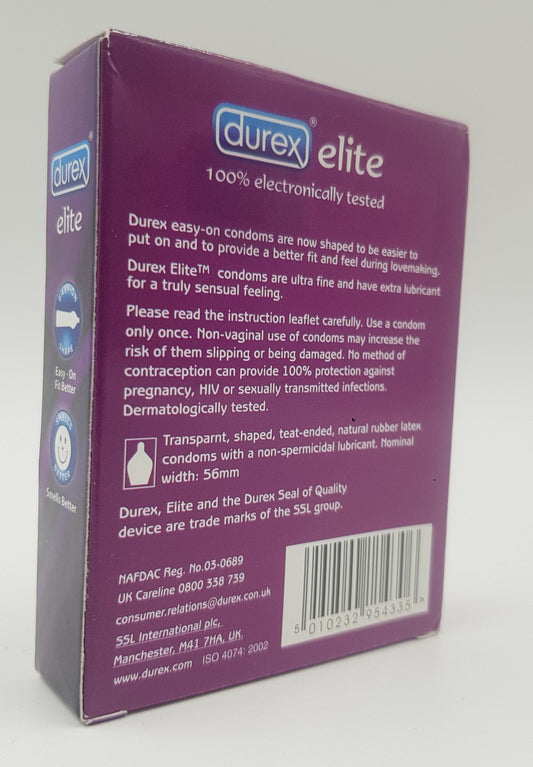 durex
elite
EASY-ON
SHAPE
Easy-On
Fit Better
SMELLS
BETTER
Smells Better
durex® elite
100% electronically tested
Durex easy-on condoms are now shaped to be easier to
put on and to provide a better fit and feel during lovemaking.
Durex Elite™ condoms are ultra fine and have extra lubricant
for a truly sensual feeling.
Please read the instruction leaflet carefully. Use a condom
only once. Non-vaginal use of condoms may increase the
risk of them slipping or being damaged. No method of
contraception can provide 100% protection against
pregnancy, HIV or sexually transmitted infections.
Dermatologically tested.
Transparnt, shaped, teat-ended, natural rubber latex
condoms with a non-spermicidal lubricant. Nominal
width: 56mm
Durex, Elite and the Durex Seal of Quality
device are trade marks of the SSL group.
NAFDAC Reg. No.03-0689
UK Careline 0800 338 739
consumer.relations@durex.con.uk
SSL International plc,
Manchester, M41 7HA, UK.
www.durex.com ISO 4074: 2002
5 010232 954335 >